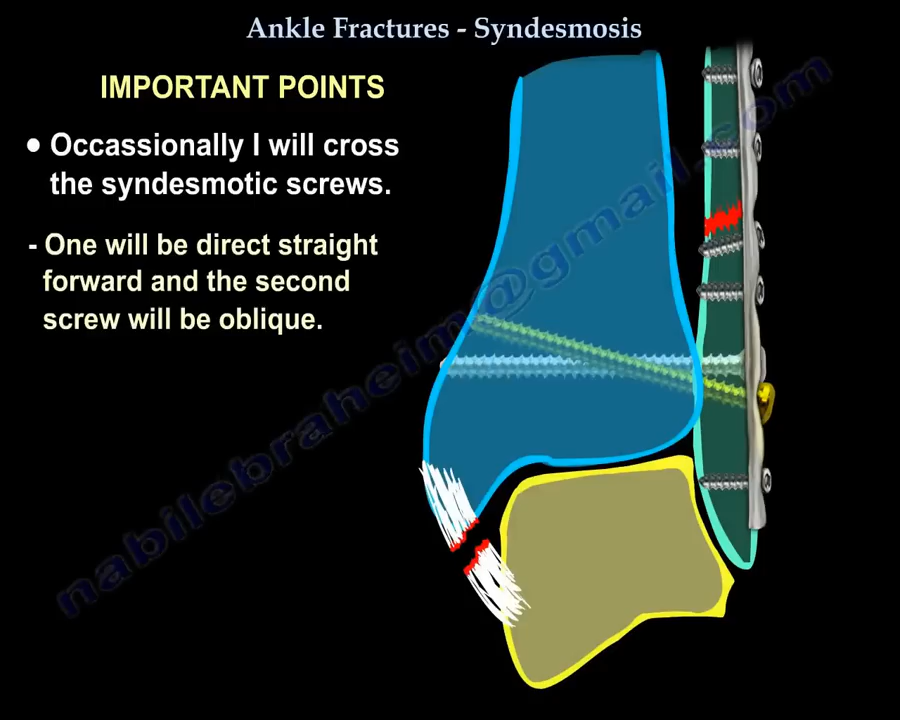 Ankle Fractures - Syndesmosis
IMPORTANT POINTS
• Occassionally I will cross
the syndesmotic screws.
- One will be direct straight
forward and the second
screw will be oblique.
nabilebraheim@gmail.com